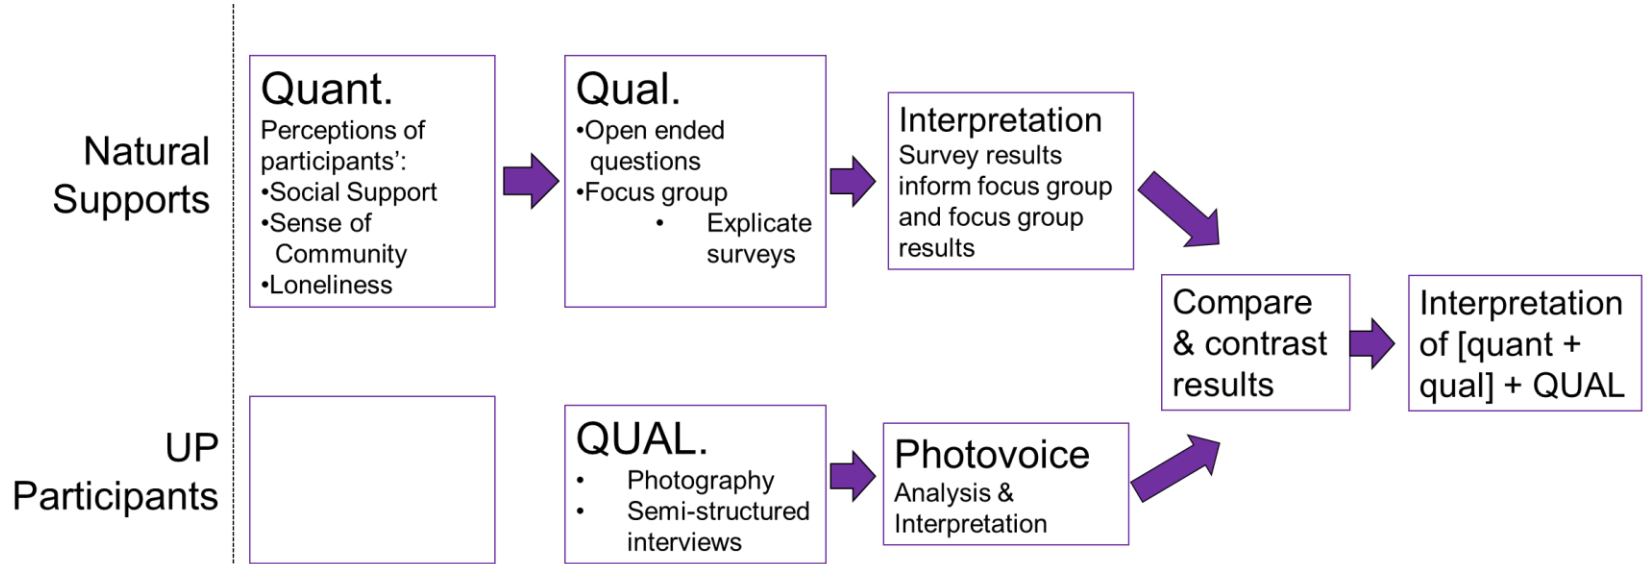 Natural
Supports
Quant.
Perceptions of
participants’:
•Social Support
•Sense of
Community
•Loneliness
Qual.
•Open ended
questions
•Focus group
• Explicate
surveys
Interpretation
Survey results
inform focus group
and focus group
results
Compare
& contrast
results
Interpretation
of [quant +
qual] + QUAL
UP
Participants
QUAL.
• Photography
• Semi-structured
interviews
Photovoice
Analysis &
Interpretation